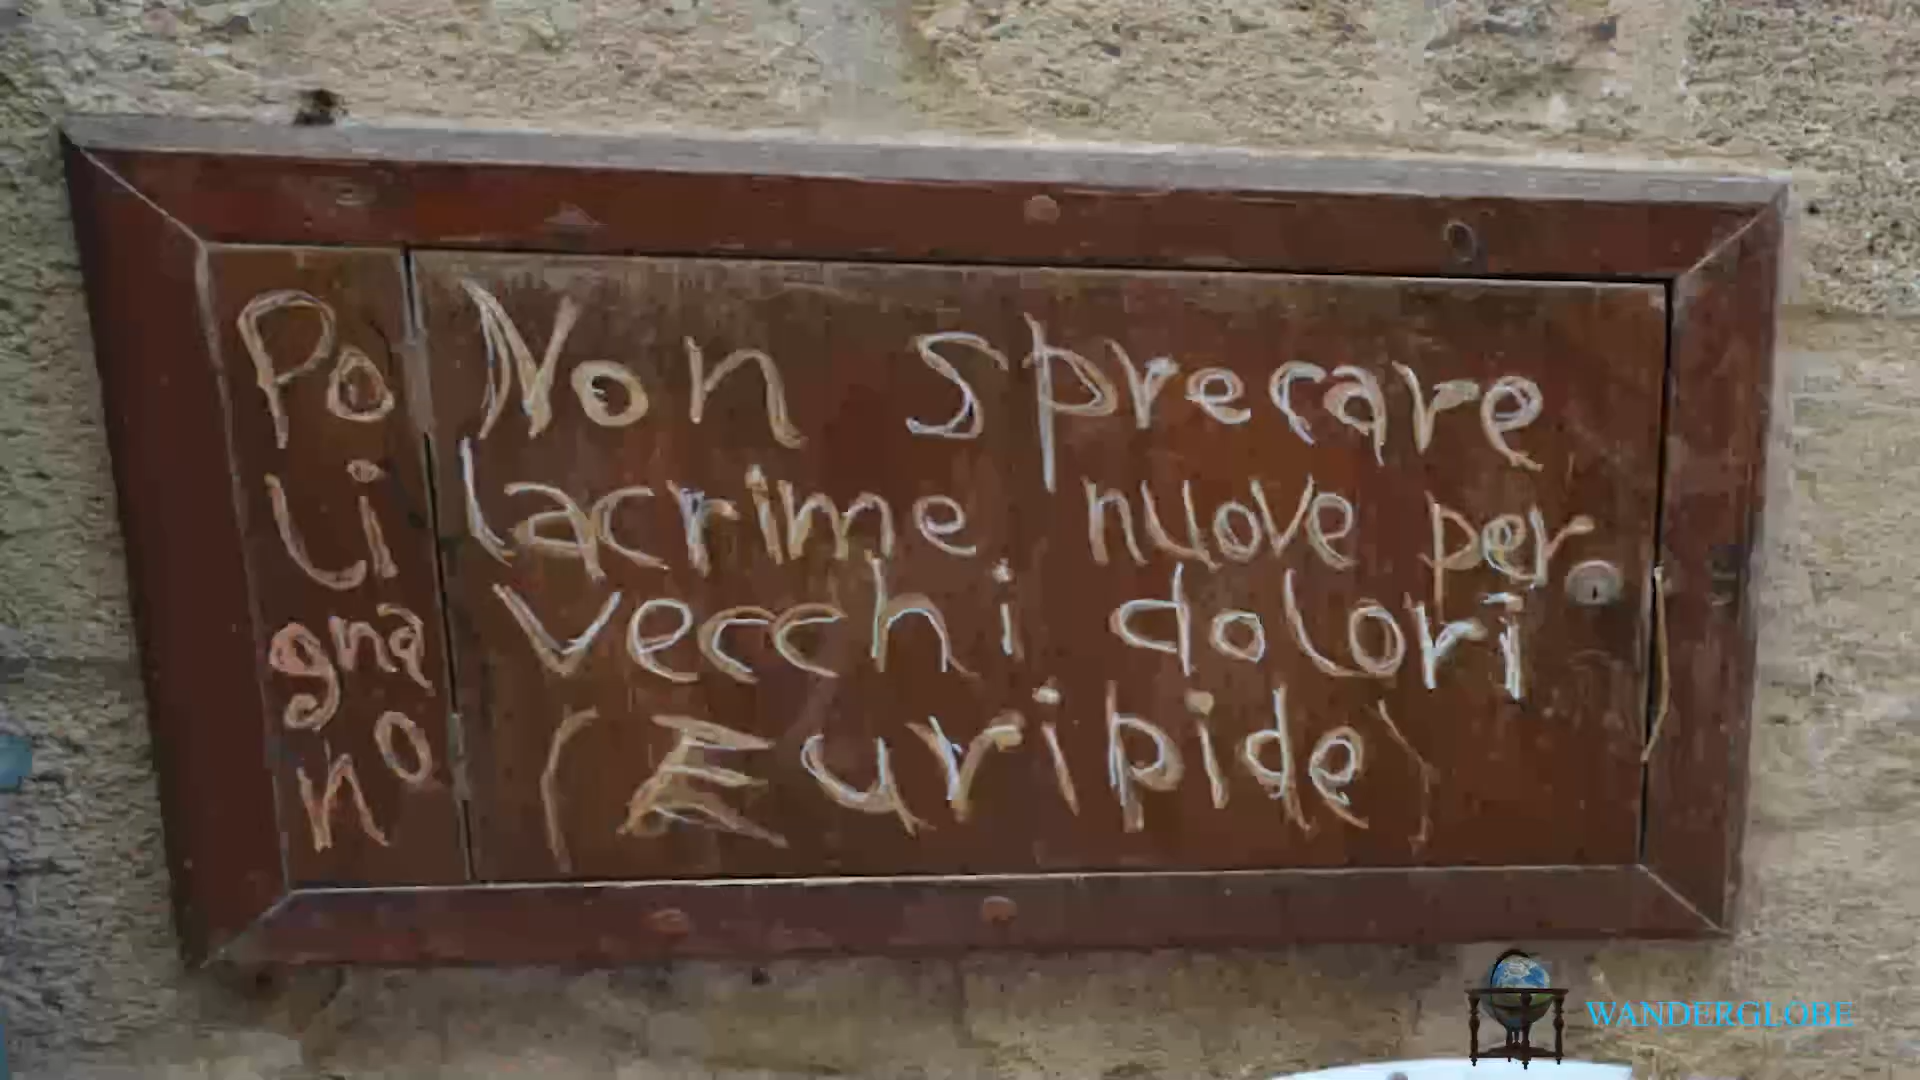 Po
li
gna
no
Non sprecare
lacrime nuove per
vecchi dolori
(Euripide)
WANDERGLOBE